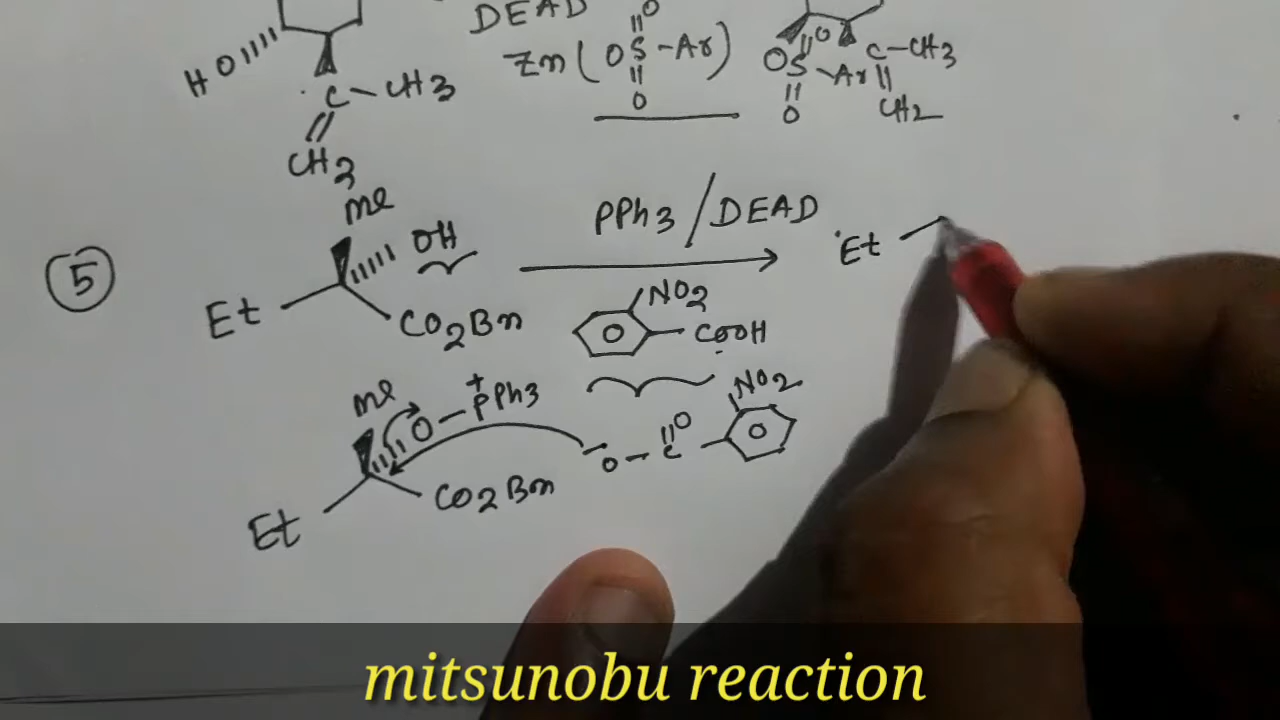 DEAD
HO
C-CH3
CH2
Zn(OS-Ar)
O
O
O
OS-Ar
O
C-CH3
CH2
5
Me
OH
Et
CO2Bn
PPh3/DEAD
NO2
COOH
Et
Me
O-PPh3
+
Et
CO2Bn
-O-C
O
NO2
mitsunobu reaction